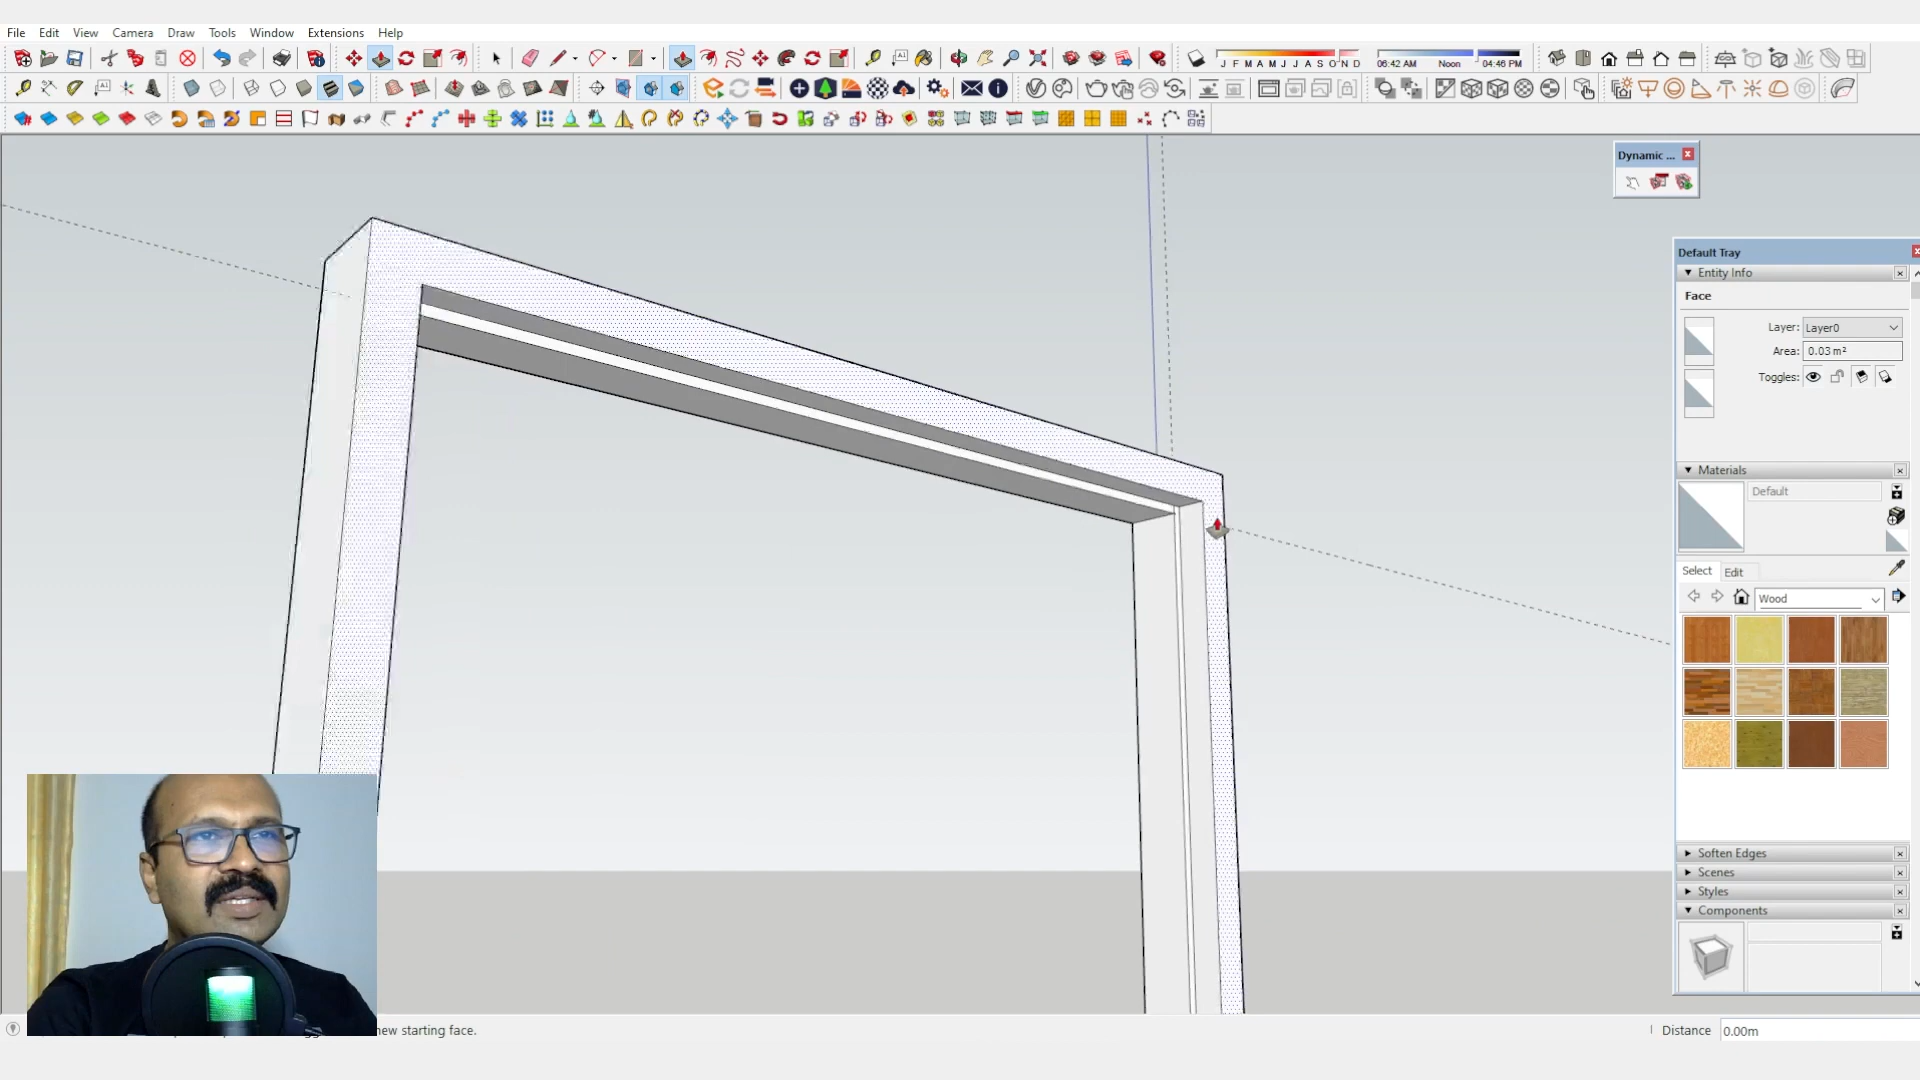 File Edit View Camera Draw Tools Window Extensions Help
J F M A M J J A S O N D 06:42 AM Noon 04:46 PM
Dynamic ...
Default Tray
Entity Info
Face
Layer: Layer0
Area: 0.03 m²
Toggles:
Materials
Default
Select Edit
Wood
Soften Edges
Scenes
Styles
Components
new starting face.
Distance 0.00m